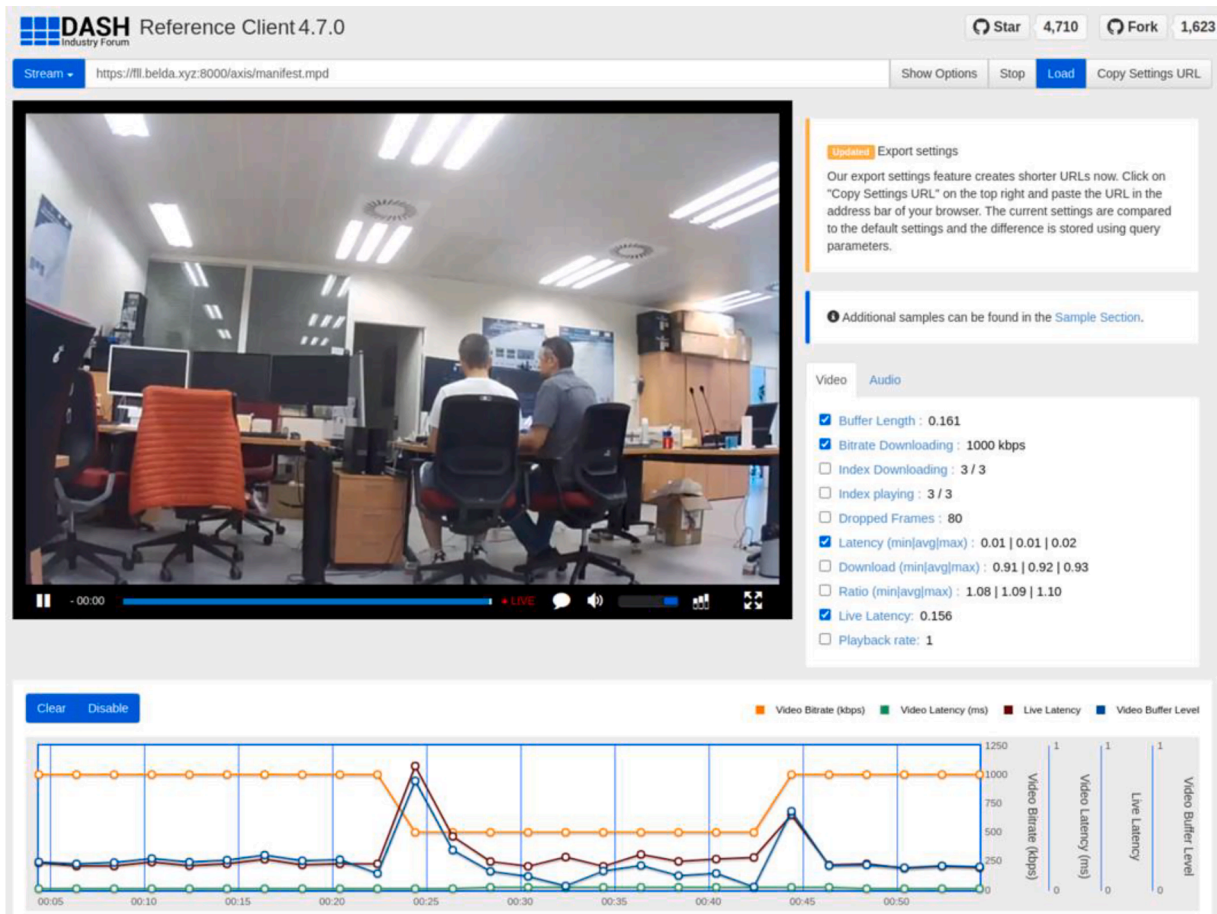 DASH Reference Client 4.7.0
Industry Forum
Star 4,710 Fork 1,623
Stream https://fll.belda.xyz:8000/axis/manifest.mpd Show Options Stop Load Copy Settings URL
Updated Export settings
Our export settings feature creates shorter URLs now. Click on
"Copy Settings URL" on the top right and paste the URL in the
address bar of your browser. The current settings are compared
to the default settings and the difference is stored using query
parameters.
Additional samples can be found in the Sample Section.
Video Audio
Buffer Length : 0.161
Bitrate Downloading : 1000 kbps
Index Downloading : 3 / 3
Index playing : 3 / 3
Dropped Frames : 80
Latency (min|avg|max) : 0.01 | 0.01 | 0.02
Download (min|avg|max) : 0.91 | 0.92 | 0.93
Ratio (min|avg|max) : 1.08 | 1.09 | 1.10
Live Latency: 0.156
Playback rate: 1
- 00:00 LIVE
Clear Disable
Video Bitrate (kbps) Video Latency (ms) Live Latency Video Buffer Level
1250
1000
750
500
250
0
Video Bitrate (kbps)
1
0
Video Latency (ms)
1
0
Live Latency
1
0
Video Buffer Level
00:05 00:10 00:15 00:20 00:25 00:30 00:35 00:40 00:45 00:50